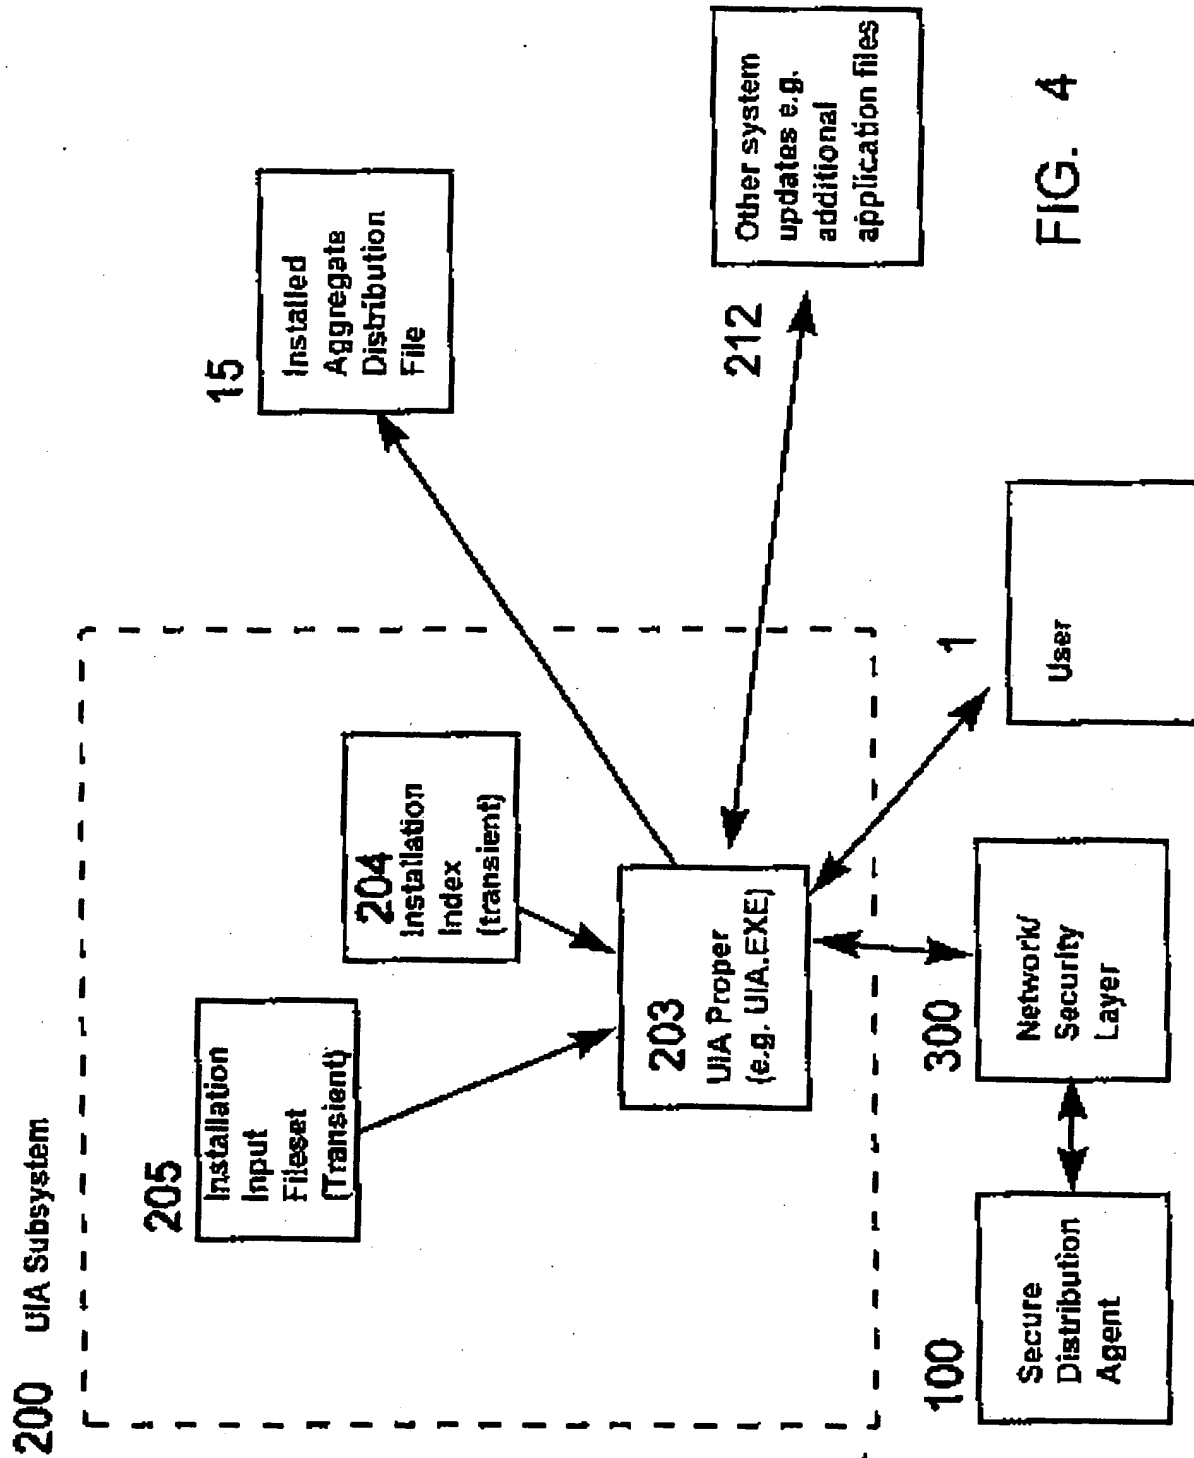 200 UIA Subsystem
205
Installation
Input
Fileset
(Transient)
204
Installation
Index
(transient)
203
UIA Proper
(e.g. UIA.EXE)
15
Installed
Aggregate
Distribution
File
212
Other system
updates e.g.
additional
application files
100
Secure
Distribution
Agent
300
Network/
Security
Layer
1
User
FIG. 4